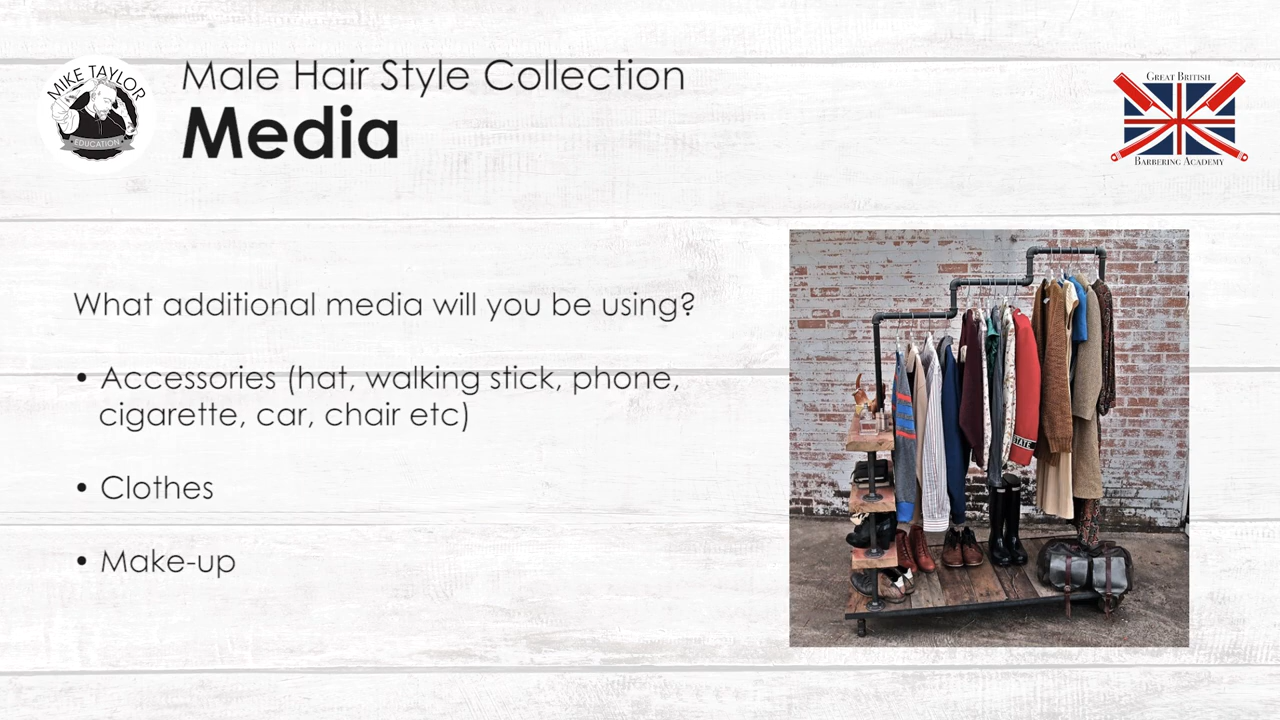 MIKE TAYLOR
EDUCATION
Male Hair Style Collection
Media
GREAT BRITISH
BARBERING ACADEMY
What additional media will you be using?
• Accessories (hat, walking stick, phone,
cigarette, car, chair etc)
• Clothes
• Make-up